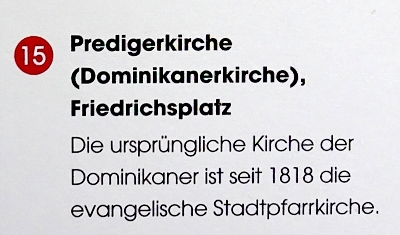 15 Predigerkirche
(Dominikanerkirche),
Friedrichsplatz
Die ursprüngliche Kirche der
Dominikaner ist seit 1818 die
evangelische Stadtpfarrkirche.